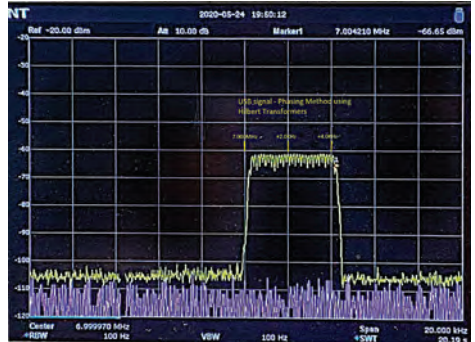 NT
2020-05-24 19:50:12
Ref -20.00 dBm Att 10.00 dB Marker1 7.004210 MHz -66.65 dBm
-20
-30
-40
-50
USB signal - Phasing Method using
Hilbert Transformers
-60
-70
-80
-90
-100
-110
-120
Center 6.999970 MHz Span 20.000 kHz
+RBW 100 Hz VBW 100 Hz +SWT 20.19 s